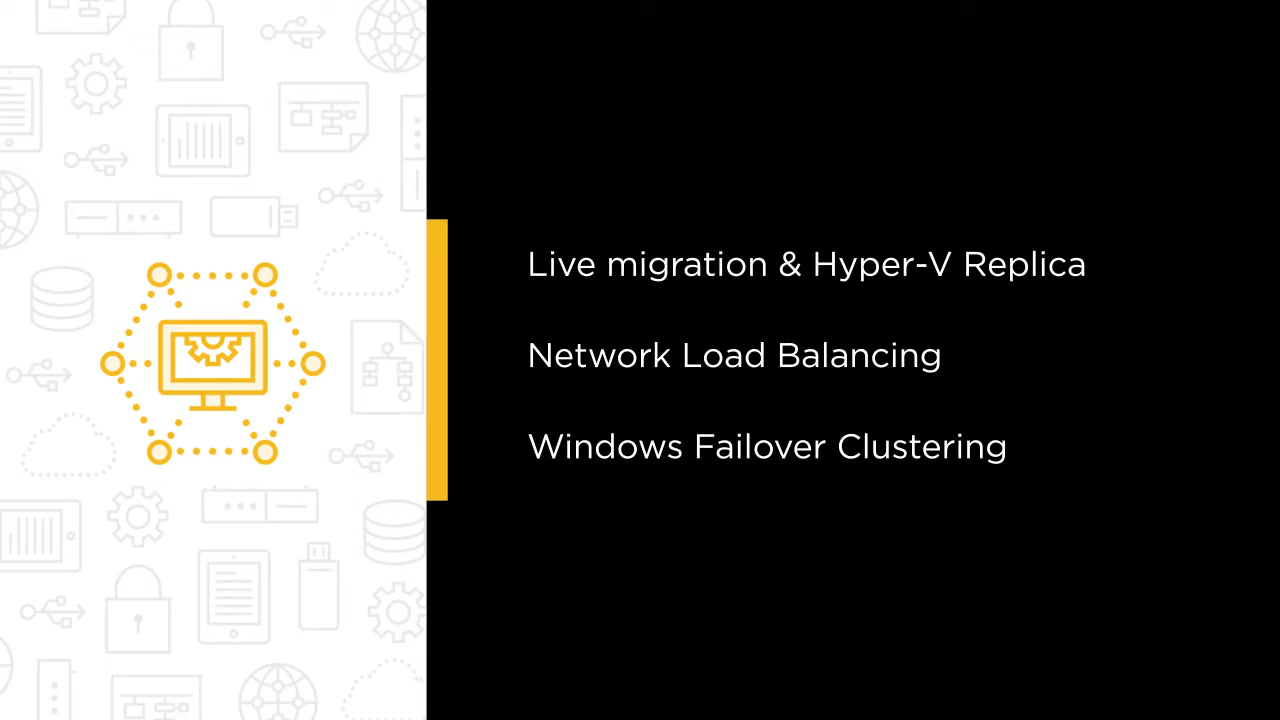 Live migration & Hyper-V Replica
Network Load Balancing
Windows Failover Clustering